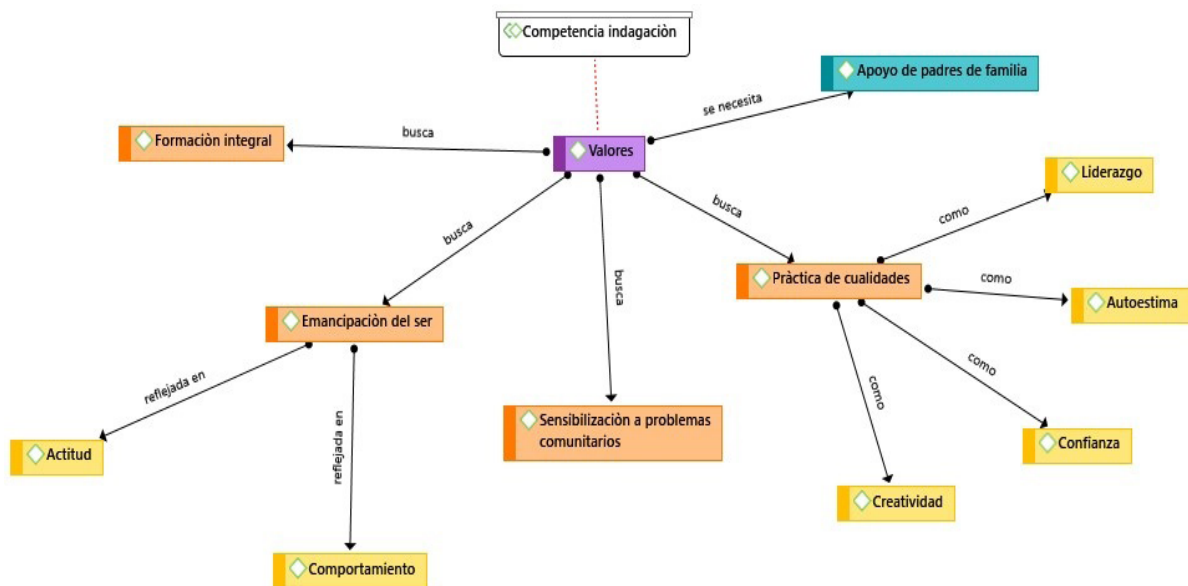 Competencia indagaciòn
Apoyo de padres de familia
se necesita
busca
Formaciòn integral
Valores
Liderazgo
como
busca
busca
Pràctica de cualidades
como
Autoestima
busca
Emancipaciòn del ser
reflejada en
reflejada en
como
como
Sensibilizaciòn a problemas
comunitarios
Confianza
Actitud
Creatividad
Comportamiento